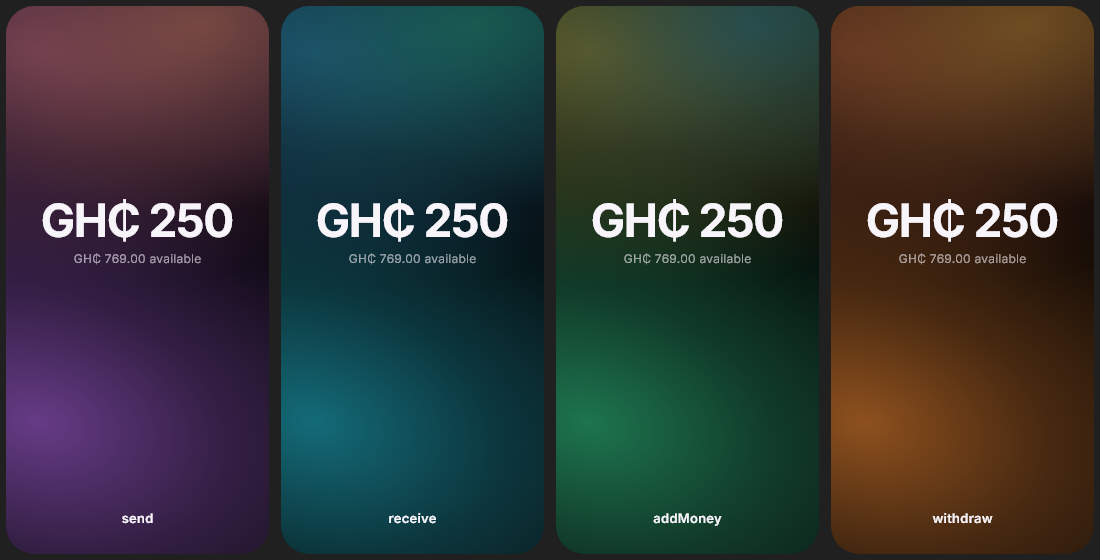 GH₵ 250
GH₵ 769.00 available
send
GH₵ 250
GH₵ 769.00 available
receive
GH₵ 250
GH₵ 769.00 available
addMoney
GH₵ 250
GH₵ 769.00 available
withdraw